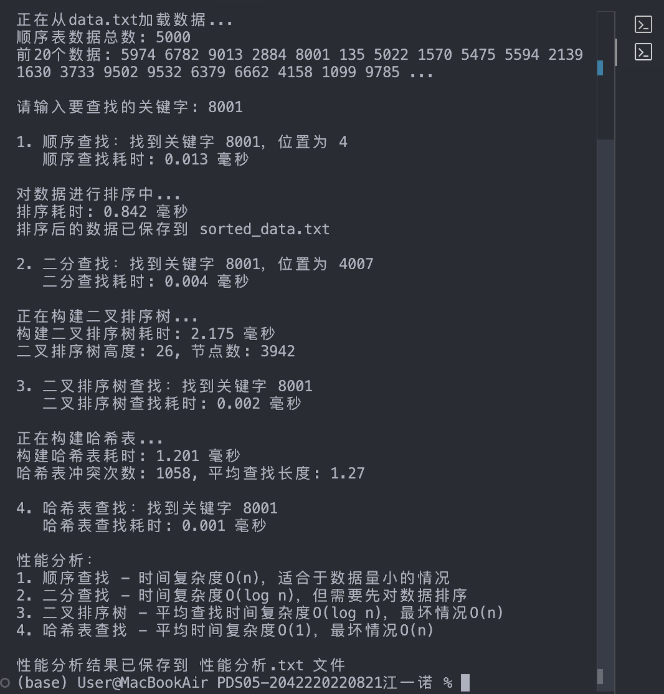 正在从data.txt加载数据...
顺序表数据总数: 5000
前20个数据: 5974 6782 9013 2884 8001 135 5022 1570 5475 5594 2139
1630 3733 9502 9532 6379 6662 4158 1099 9785 ...
请输入要查找的关键字: 8001
1. 顺序查找: 找到关键字 8001, 位置为 4
顺序查找耗时: 0.013 毫秒
对数据进行排序中...
排序耗时: 0.842 毫秒
排序后的数据已保存到 sorted_data.txt
2. 二分查找: 找到关键字 8001, 位置为 4007
二分查找耗时: 0.004 毫秒
正在构建二叉排序树...
构建二叉排序树耗时: 2.175 毫秒
二叉排序树高度: 26, 节点数: 3942
3. 二叉排序树查找: 找到关键字 8001
二叉排序树查找耗时: 0.002 毫秒
正在构建哈希表...
构建哈希表耗时: 1.201 毫秒
哈希表冲突次数: 1058, 平均查找长度: 1.27
4. 哈希表查找: 找到关键字 8001
哈希表查找耗时: 0.001 毫秒
性能分析:
1. 顺序查找 - 时间复杂度O(n), 适合于数据量小的情况
2. 二分查找 - 时间复杂度O(log n), 但需要先对数据排序
3. 二叉排序树 - 平均查找时间复杂度O(log n), 最坏情况O(n)
4. 哈希表查找 - 平均时间复杂度O(1), 最坏情况O(n)
性能分析结果已保存到 性能分析.txt 文件
(base) User@MacBookAir PDS05-2042220220821江一诺 %